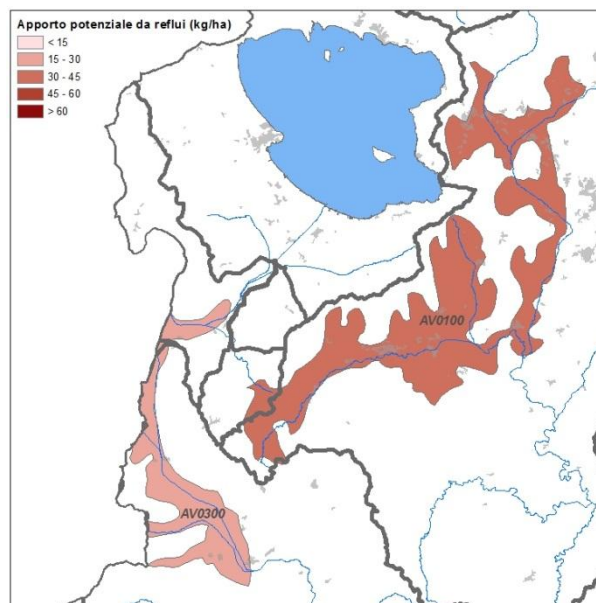 Apporto potenziale da reflui (kg/ha)
< 15
15 - 30
30 - 45
45 - 60
> 60
AV0100
AV0300